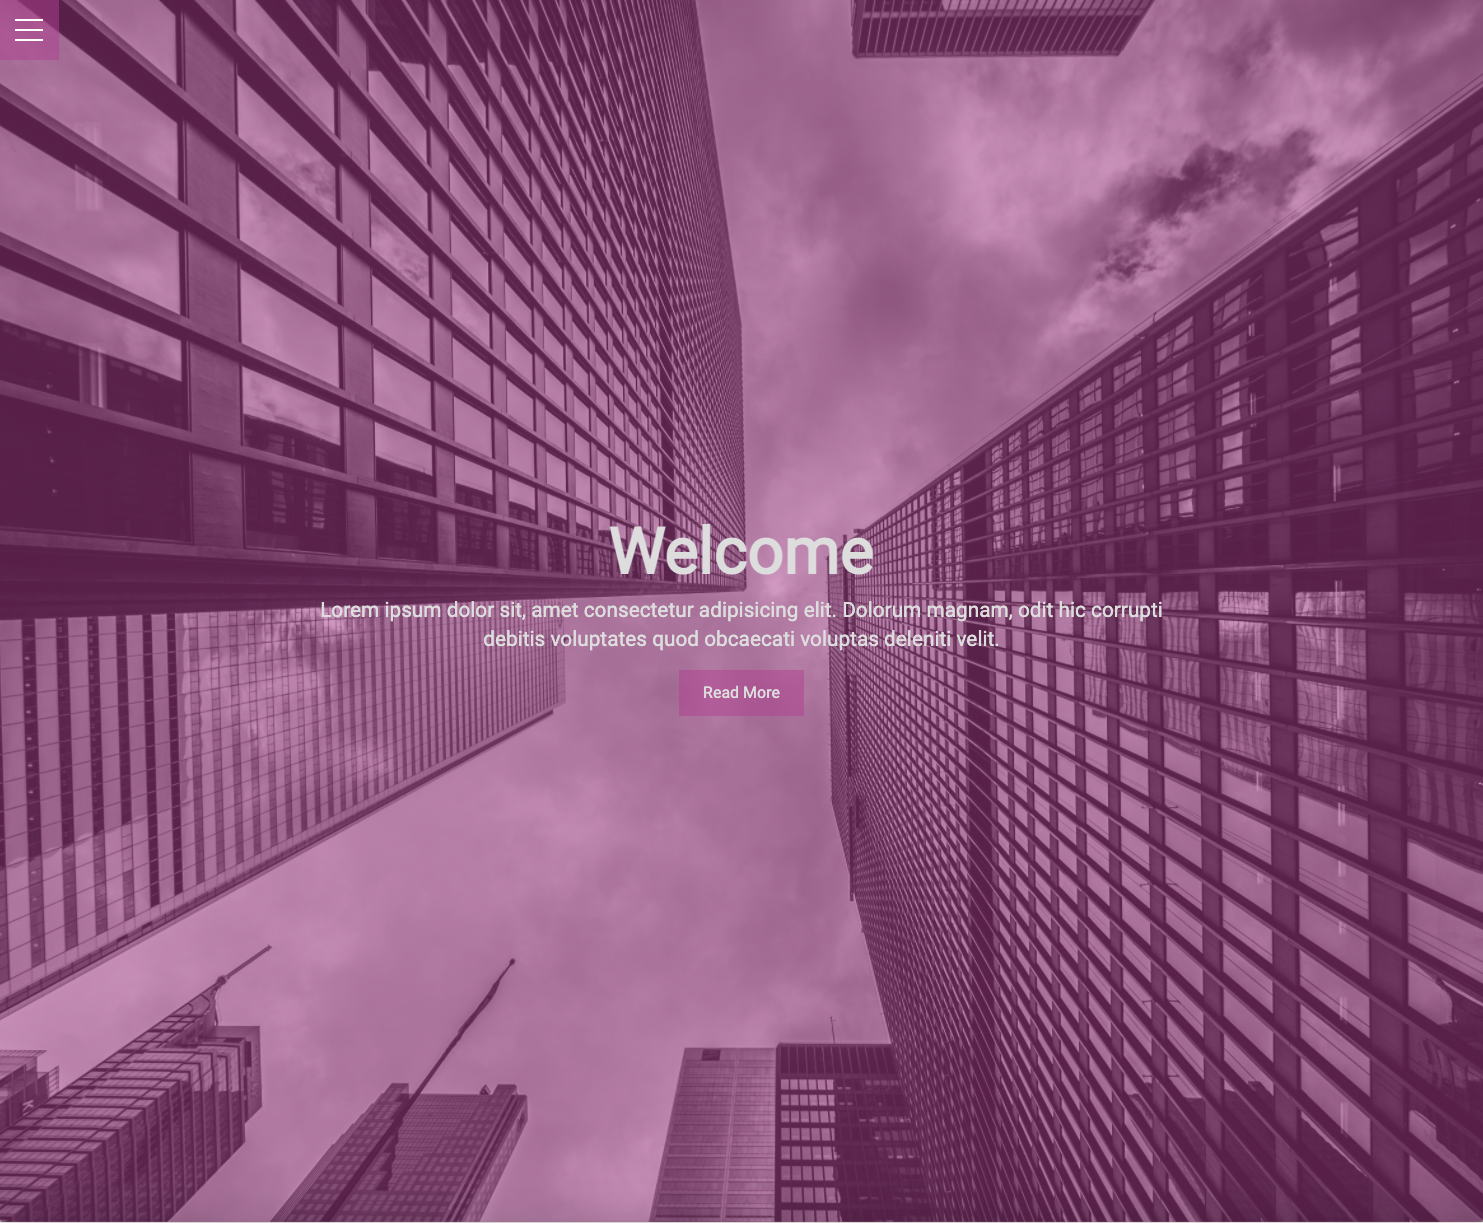 Welcome
Lorem ipsum dolor sit, amet consectetur adipisicing elit. Dolorum magnam, odit hic corrupti
debitis voluptates quod obcaecati voluptas deleniti velit.
Read More